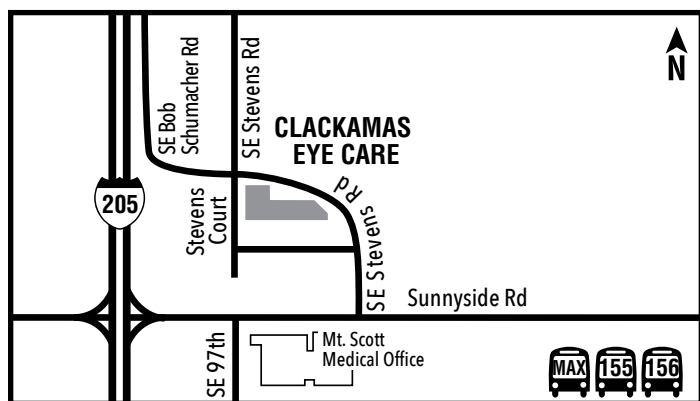 SE Bob
Schumacher Rd
SE Stevens Rd
N
CLACKAMAS
EYE CARE
205
Stevens
Court
SE Stevens Rd
Sunnyside Rd
SE 97th
Mt. Scott
Medical Office
MAX
155
156